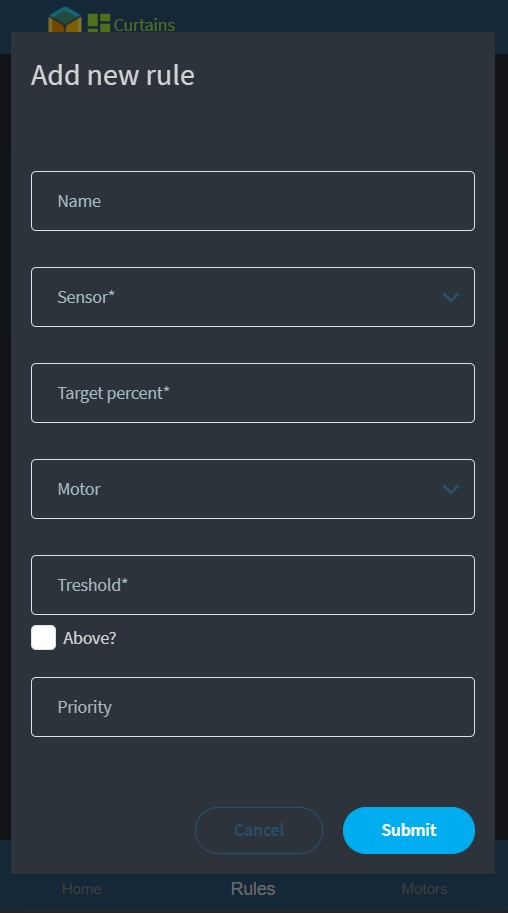 Curtains
Add new rule
Name
Sensor*
Target percent*
Motor
Treshold*
Above?
Priority
Cancel
Submit
Home
Rules
Motors